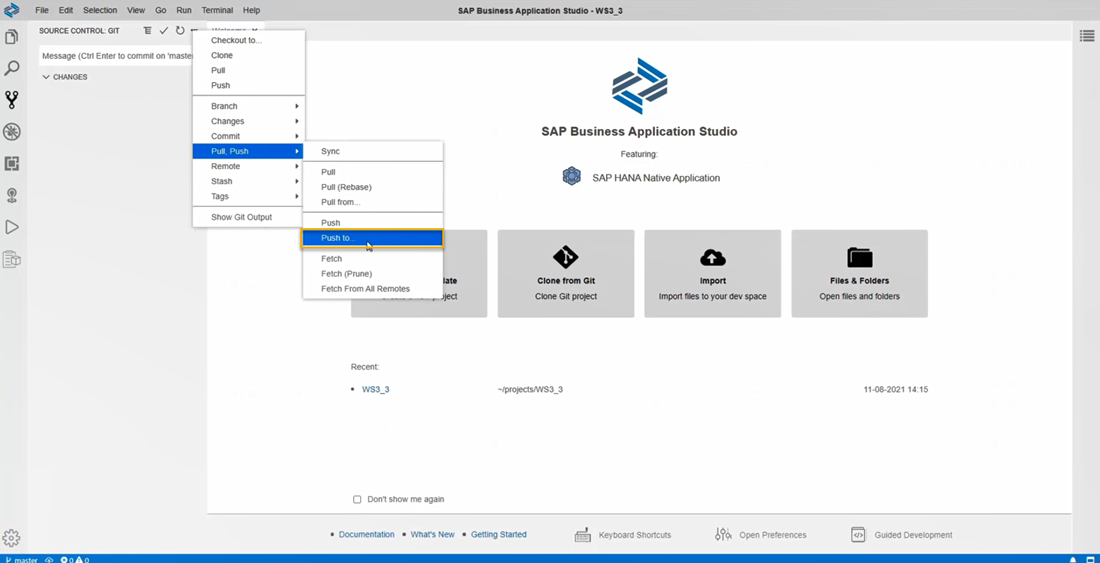 File Edit Selection View Go Run Terminal Help
SAP Business Application Studio - WS3_3
SOURCE CONTROL: GIT
Message (Ctrl Enter to commit on 'master
CHANGES
Checkout to...
Clone
Pull
Push
Branch
Changes
Commit
Pull, Push
Remote
Stash
Tags
Show Git Output
Sync
Pull
Pull (Rebase)
Pull from...
Push
Push to...
Fetch
Fetch (Prune)
Fetch From All Remotes
SAP Business Application Studio
Featuring:
SAP HANA Native Application
Clone from Git
Clone Git project
Import
Import files to your dev space
Files & Folders
Open files and folders
Recent:
WS3_3 ~/projects/WS3_3 11-08-2021 14:15
Don't show me again
Documentation What's New Getting Started Keyboard Shortcuts Open Preferences Guided Development
master 0 0